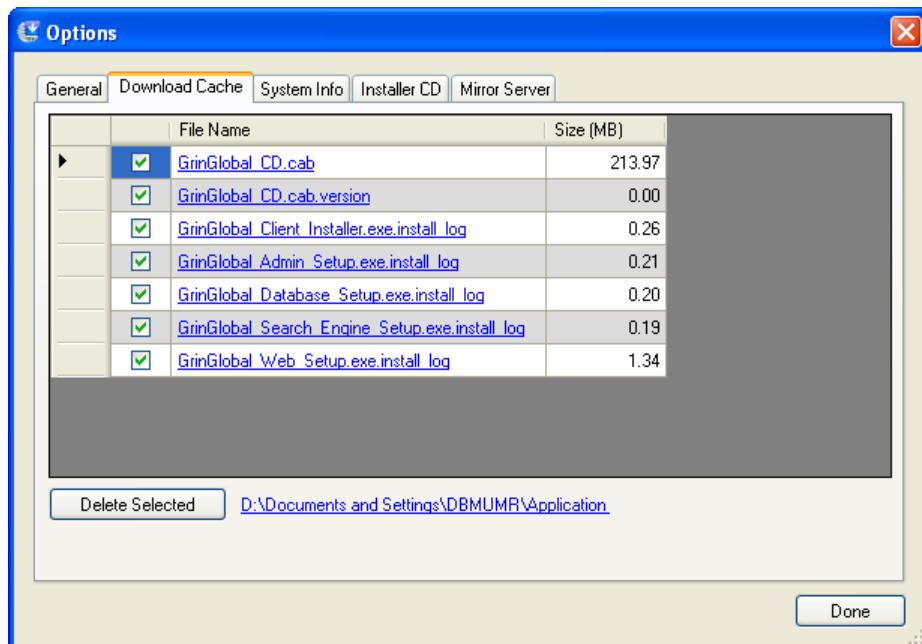 Options
General Download Cache System Info Installer CD Mirror Server
File Name Size (MB)
GrinGlobal_CD.cab 213.97
GrinGlobal_CD.cab.version 0.00
GrinGlobal_Client_Installer.exe.install_log 0.26
GrinGlobal_Admin_Setup.exe.install_log 0.21
GrinGlobal_Database_Setup.exe.install_log 0.20
GrinGlobal_Search_Engine_Setup.exe.install_log 0.19
GrinGlobal_Web_Setup.exe.install_log 1.34
Delete Selected D:\Documents and Settings\DBMUMR\Application
Done